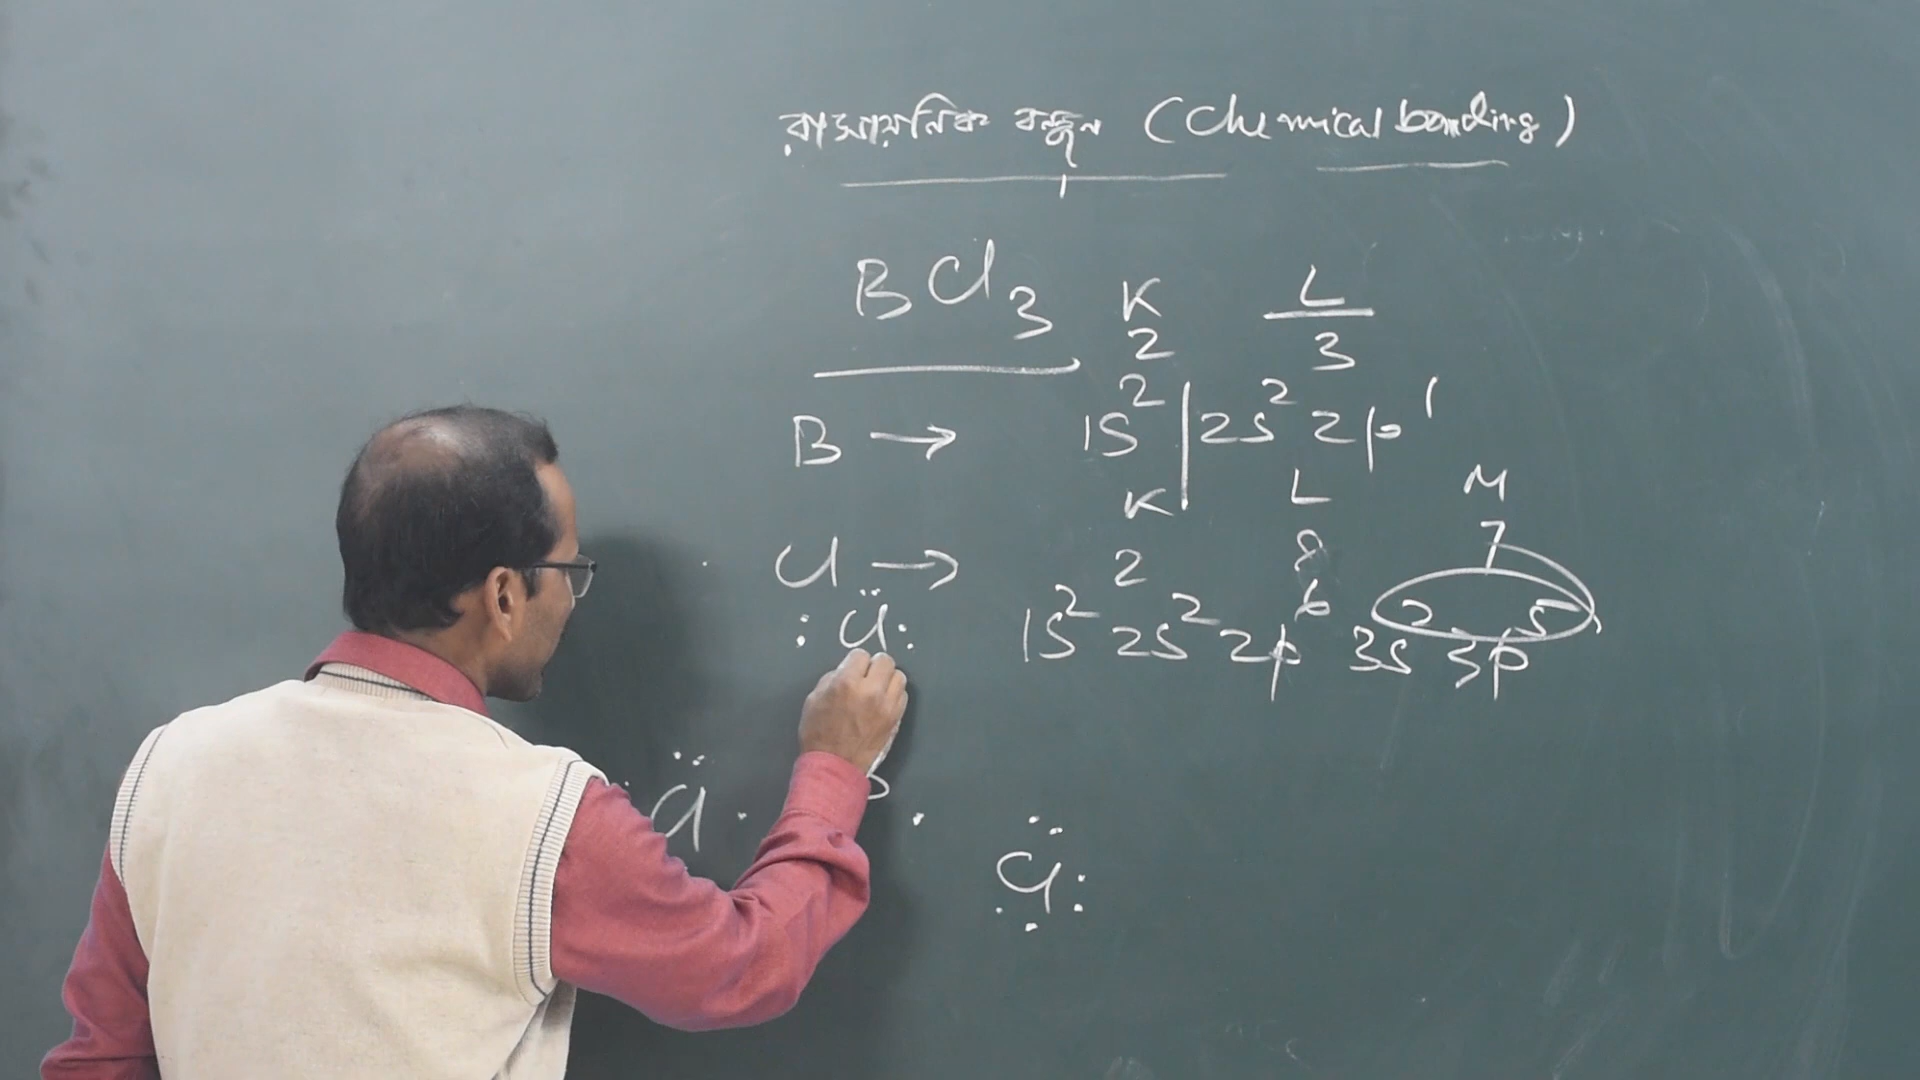 রাসায়নিক বন্ধন (Chemical bonding)
BCl₃ K L
2 3
B → 1s² | 2s² 2p¹
K L M
Cl → 2 8 7
:Cl: 1s² 2s² 2p⁶ 3s² 3p⁵
Cl
Cl: